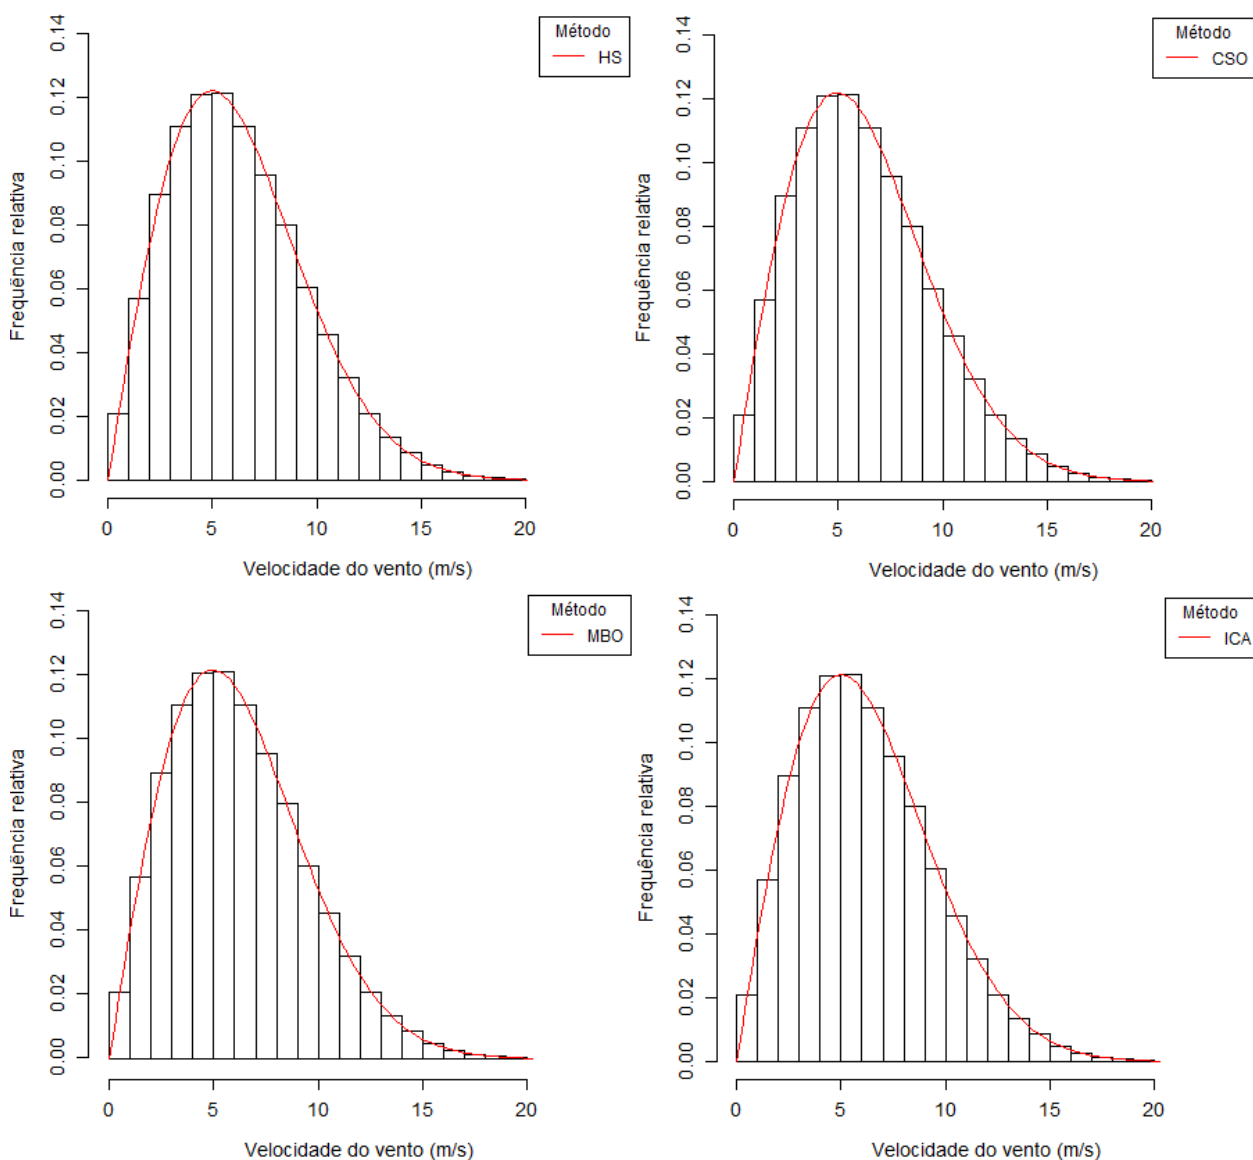 Método
HS
Frequência relativa
0.00 0.02 0.04 0.06 0.08 0.10 0.12 0.14
0 5 10 15 20
Velocidade do vento (m/s)
Método
CSO
Frequência relativa
0.00 0.02 0.04 0.06 0.08 0.10 0.12 0.14
0 5 10 15 20
Velocidade do vento (m/s)
Método
MBO
Frequência relativa
0.00 0.02 0.04 0.06 0.08 0.10 0.12 0.14
0 5 10 15 20
Velocidade do vento (m/s)
Método
ICA
Frequência relativa
0.00 0.02 0.04 0.06 0.08 0.10 0.12 0.14
0 5 10 15 20
Velocidade do vento (m/s)